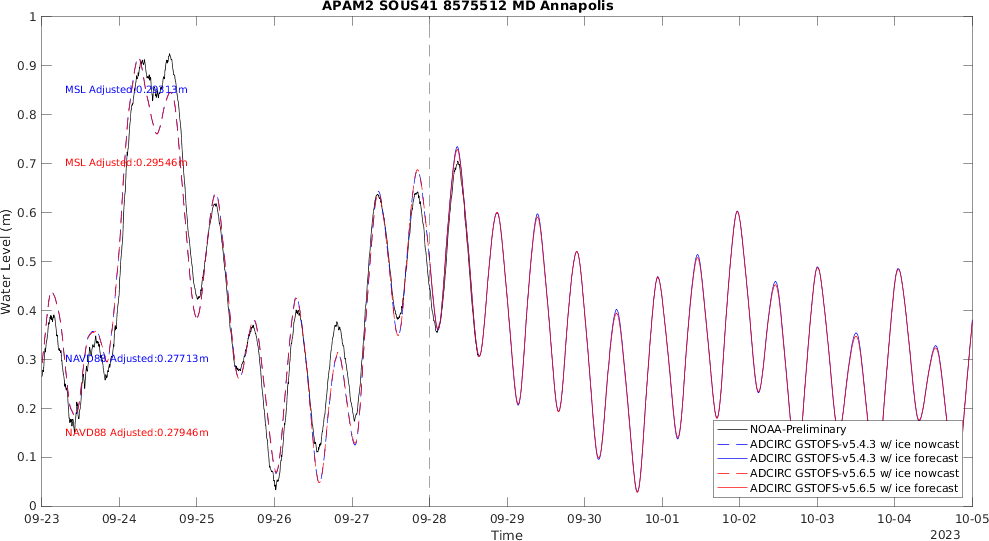 APAM2 SOUS41 8575512 MD Annapolis
1
0.9
0.8
0.7
0.6
0.5
0.4
0.3
0.2
0.1
0
Water Level (m)
MSL Adjusted:0.29313m
MSL Adjusted:0.29546m
NAVD88 Adjusted:0.27713m
NAVD88 Adjusted:0.27946m
NOAA-Preliminary
ADCIRC GSTOFS-v5.4.3 w/ ice nowcast
ADCIRC GSTOFS-v5.4.3 w/ ice forecast
ADCIRC GSTOFS-v5.6.5 w/ ice nowcast
ADCIRC GSTOFS-v5.6.5 w/ ice forecast
09-23 09-24 09-25 09-26 09-27 09-28 09-29 09-30 10-01 10-02 10-03 10-04 10-05
Time
2023